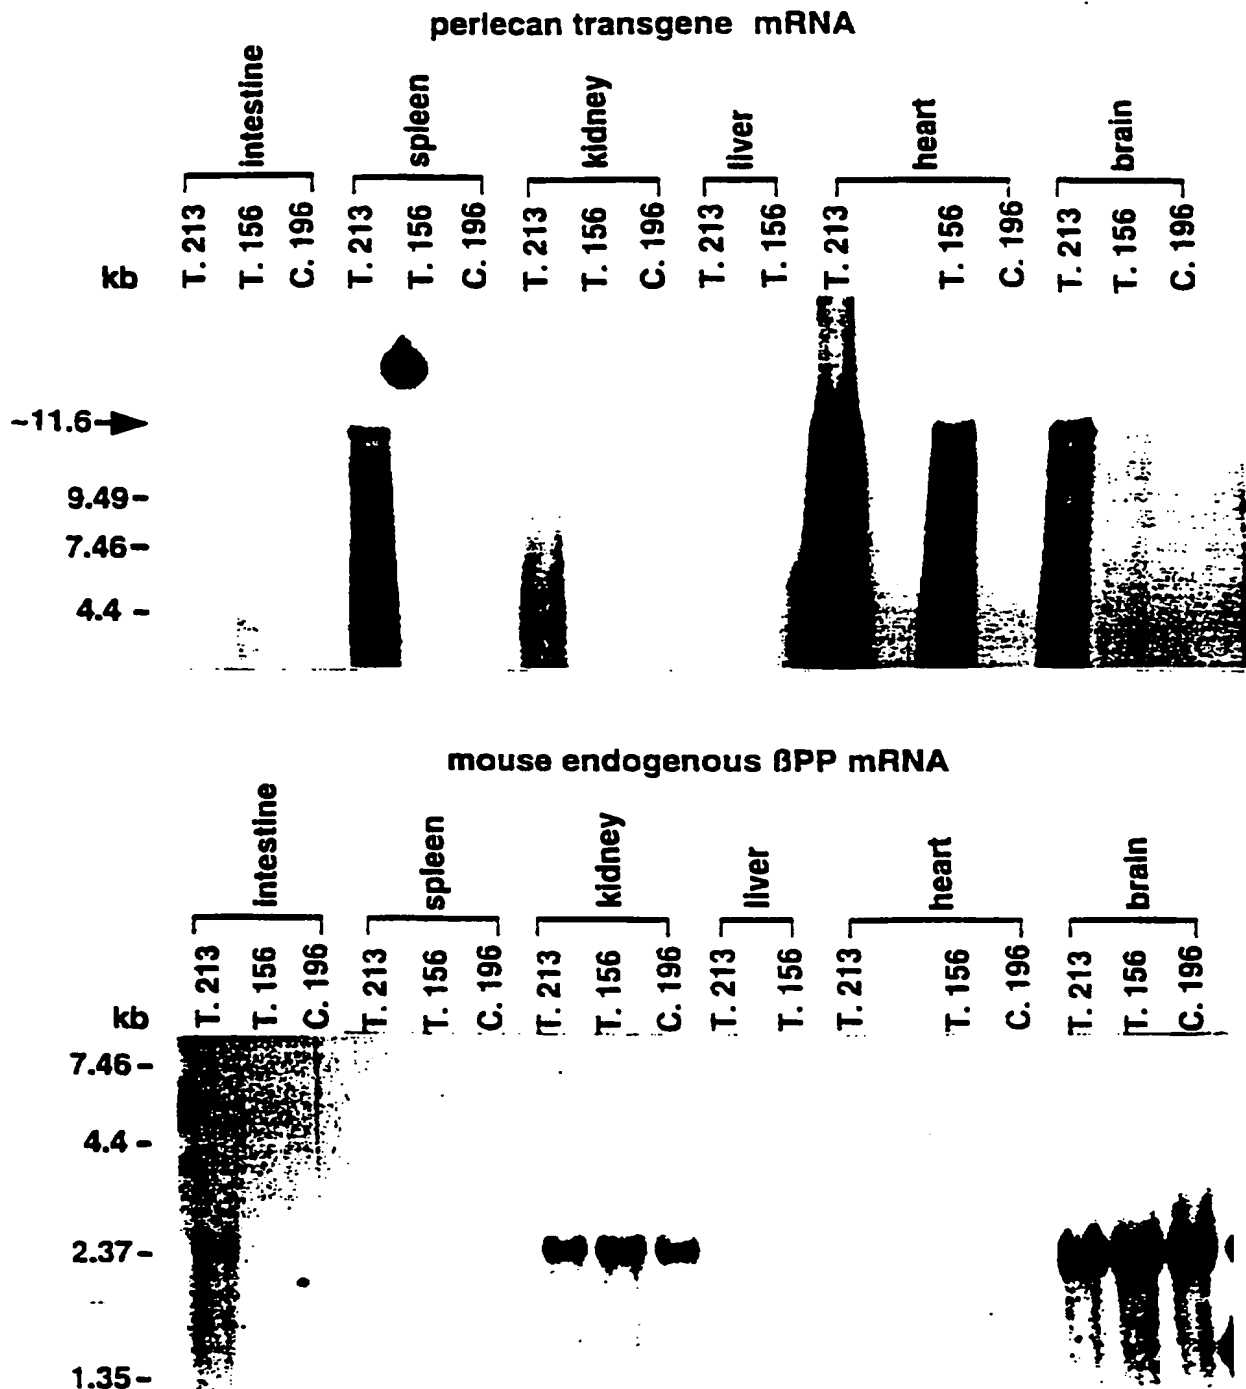 perlecan transgene mRNA
intestine spleen kidney liver heart brain
kb T. 213 T. 156 C. 196 T. 213 T. 156 C. 196 T. 213 T. 156 C. 196 T. 213 T. 156 T. 213 T. 156 C. 196 T. 213 T. 156 C. 196
~11.6
9.49-
7.46-
4.4 -
mouse endogenous ßPP mRNA
intestine spleen kidney liver heart brain
kb T. 213 T. 156 C. 196 T. 213 T. 156 C. 196 T. 213 T. 156 C. 196 T. 213 T. 156 T. 213 T. 156 C. 196 T. 213 T. 156 C. 196
7.46-
4.4 -
2.37-
1.35-